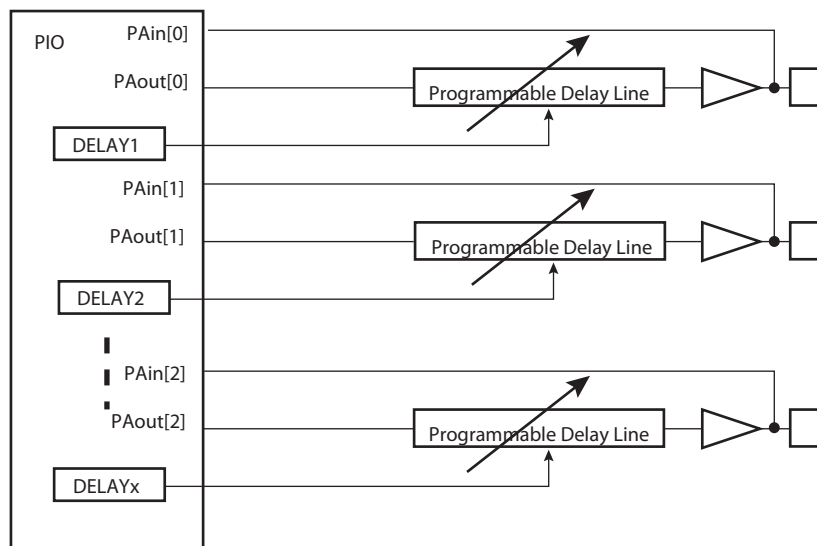 PIO
PAin[0]
PAout[0]
Programmable Delay Line
DELAY1
PAin[1]
PAout[1]
Programmable Delay Line
DELAY2
PAin[2]
PAout[2]
Programmable Delay Line
DELAYx